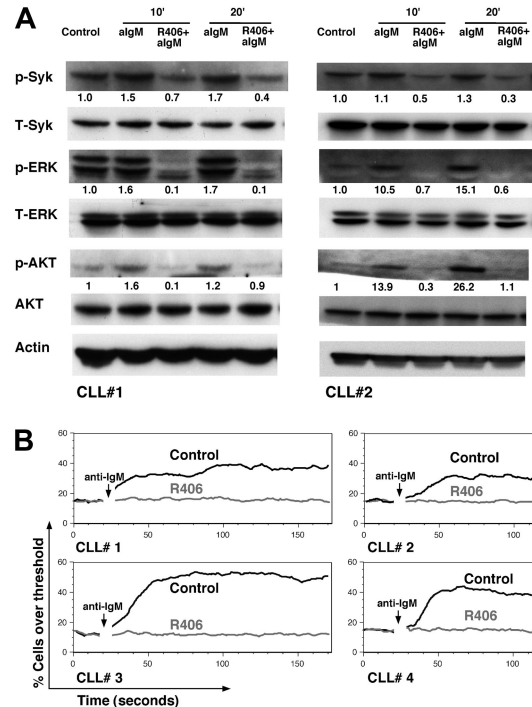 A
10' 20' 10' 20'
Control aIgM R406+ aIgM aIgM R406+ aIgM Control aIgM R406+ aIgM aIgM R406+ aIgM
p-Syk
1.0 1.5 0.7 1.7 0.4 1.0 1.1 0.5 1.3 0.3
T-Syk
p-ERK
1.0 1.6 0.1 1.7 0.1 1.0 10.5 0.7 15.1 0.6
T-ERK
p-AKT
1 1.6 0.1 1.2 0.9 1 13.9 0.3 26.2 1.1
AKT
Actin
CLL#1 CLL#2
B
60 60
Control Control
40 40
anti-IgM anti-IgM
20 R406 20 R406
0 0
0 50 100 150 0 50 100 150
CLL# 1 CLL# 2
60 60
Control Control
40 40
anti-IgM anti-IgM
20 R406 20 R406
0 0
0 50 100 150 0 50 100 150
CLL# 3 CLL# 4
% Cells over threshold
Time (seconds)